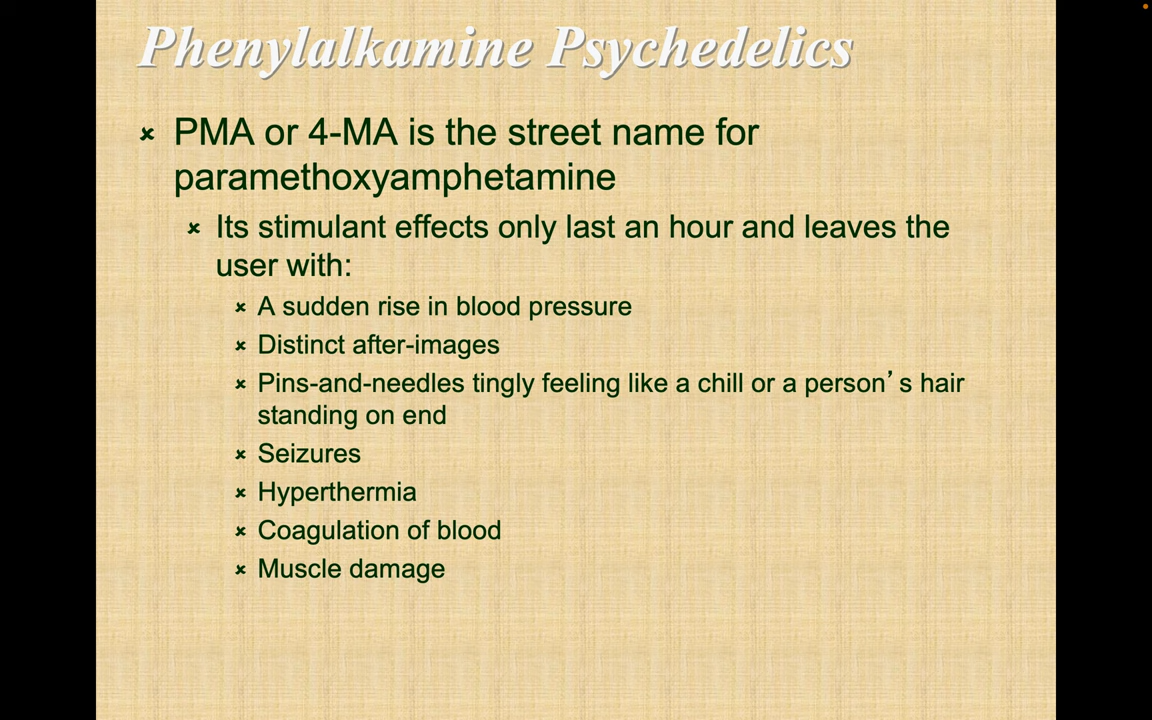 Phenylalkamine Psychedelics
PMA or 4-MA is the street name for
paramethoxyamphetamine
Its stimulant effects only last an hour and leaves the
user with:
A sudden rise in blood pressure
Distinct after-images
Pins-and-needles tingly feeling like a chill or a person’s hair
standing on end
Seizures
Hyperthermia
Coagulation of blood
Muscle damage